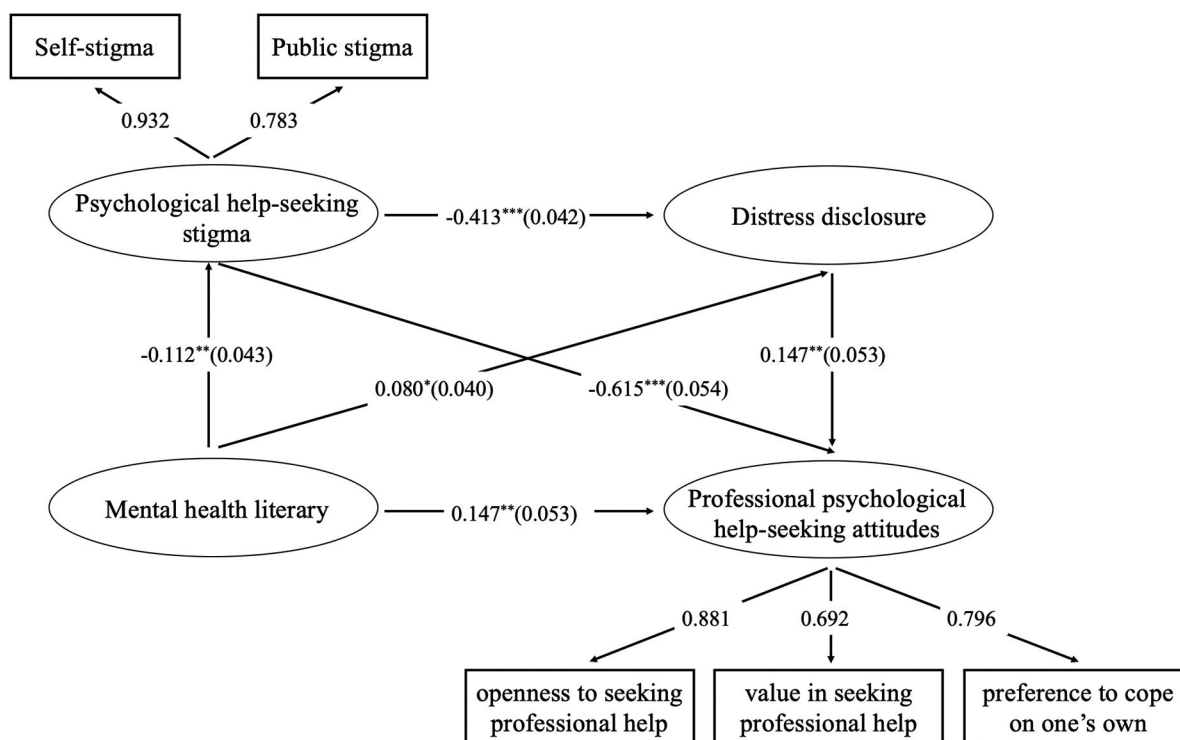 Self-stigma
Public stigma
0.932
0.783
Psychological help-seeking
stigma
-0.413***(0.042)
Distress disclosure
-0.112**(0.043)
0.080*(0.040)
-0.615***(0.054)
0.147**(0.053)
Mental health literary
0.147**(0.053)
Professional psychological
help-seeking attitudes
0.881
0.692
0.796
openness to seeking
professional help
value in seeking
professional help
preference to cope
on one’s own